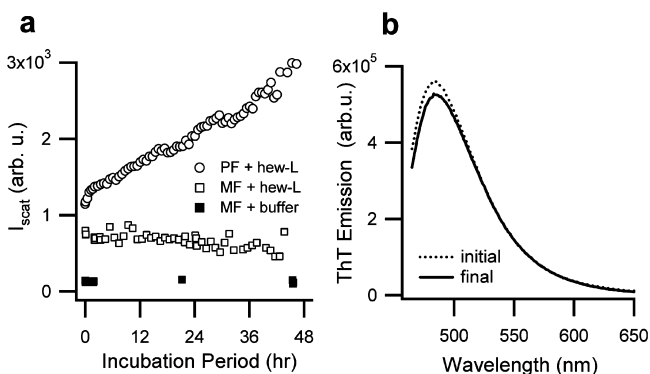 a
I_scat (arb. u.)
3x10³
2
1
0
PF + hew-L
MF + hew-L
MF + buffer
0 12 24 36 48
Incubation Period (hr)
b
ThT Emission (arb.u.)
6x10⁵
4
2
0
initial
final
500 550 600 650
Wavelength (nm)